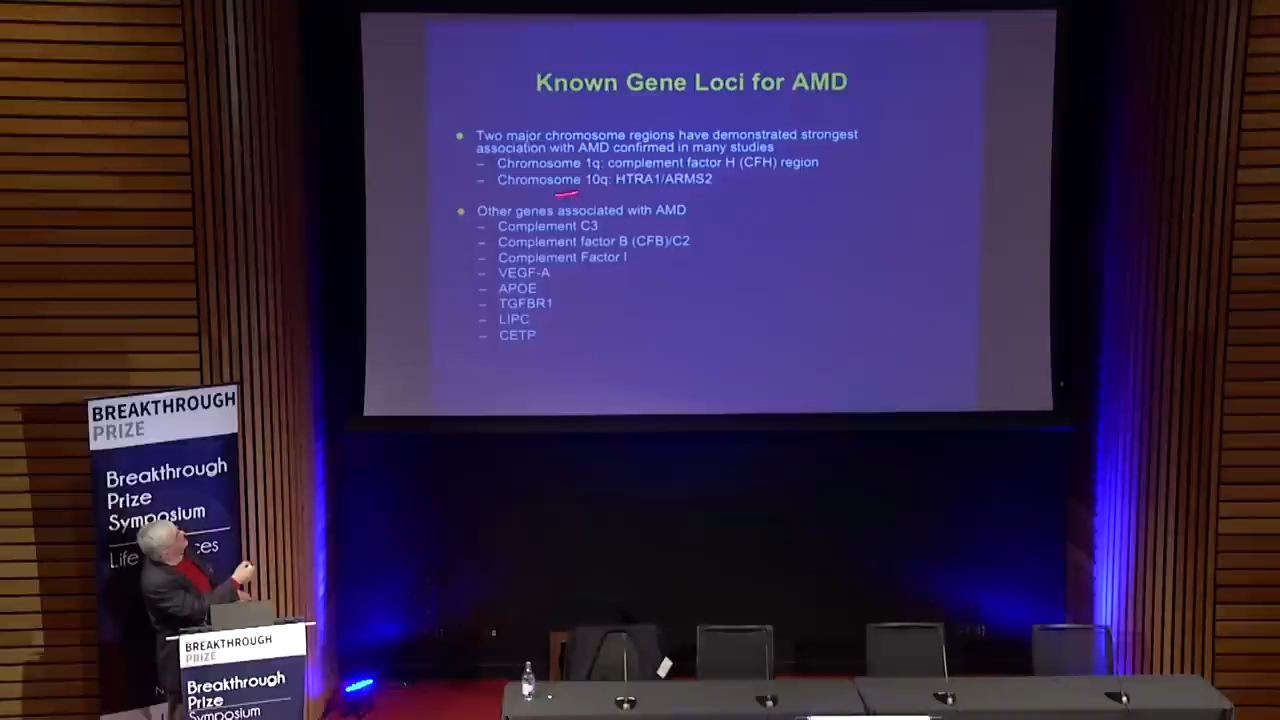 Known Gene Loci for AMD
Two major chromosome regions have demonstrated strongest
association with AMD confirmed in many studies
– Chromosome 1q: complement factor H (CFH) region
– Chromosome 10q: HTRA1/ARMS2
Other genes associated with AMD
– Complement C3
– Complement factor B (CFB)/C2
– Complement Factor I
– VEGF-A
– APOE
– TGFBR1
– LIPC
– CETP
BREAKTHROUGH
PRIZE
Breakthrough
Prize
Symposium
Life ces
BREAKTHROUGH
PRIZE
Breakthrough
Prize
Symposium